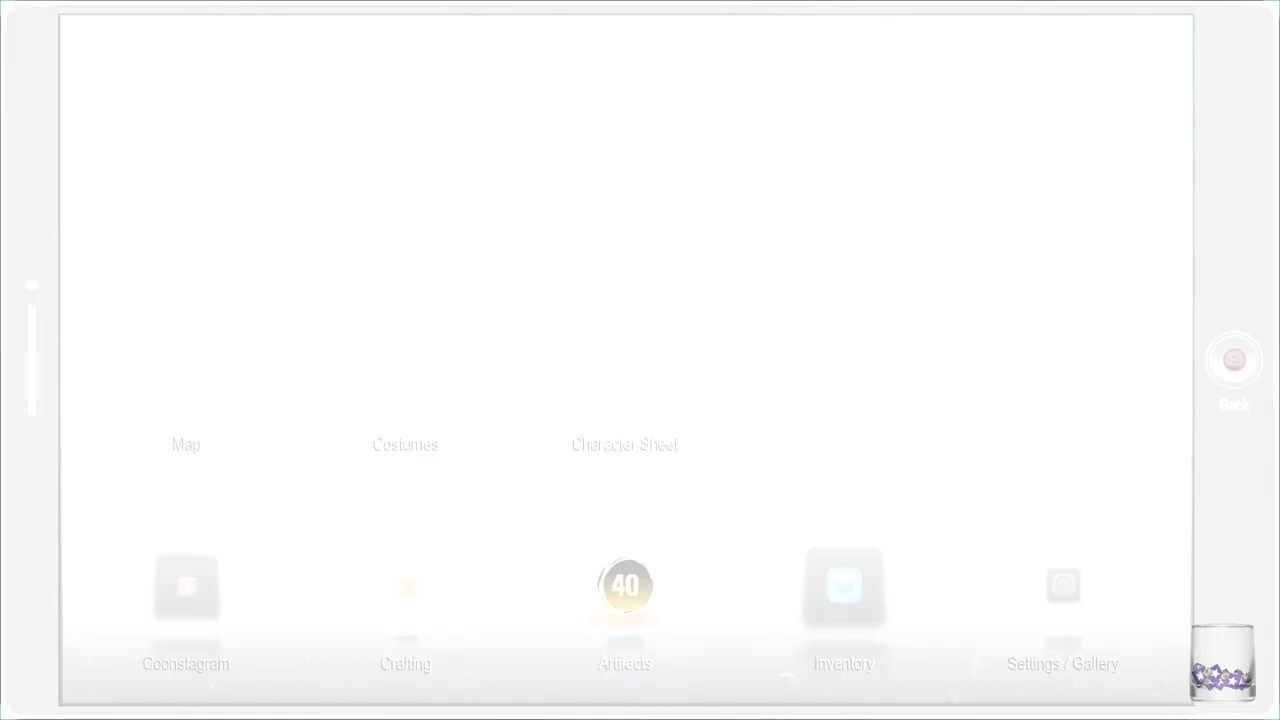 Map Costumes Character Sheet
Back
40
Coonstagram Crafting Artifacts Inventory Settings / Gallery